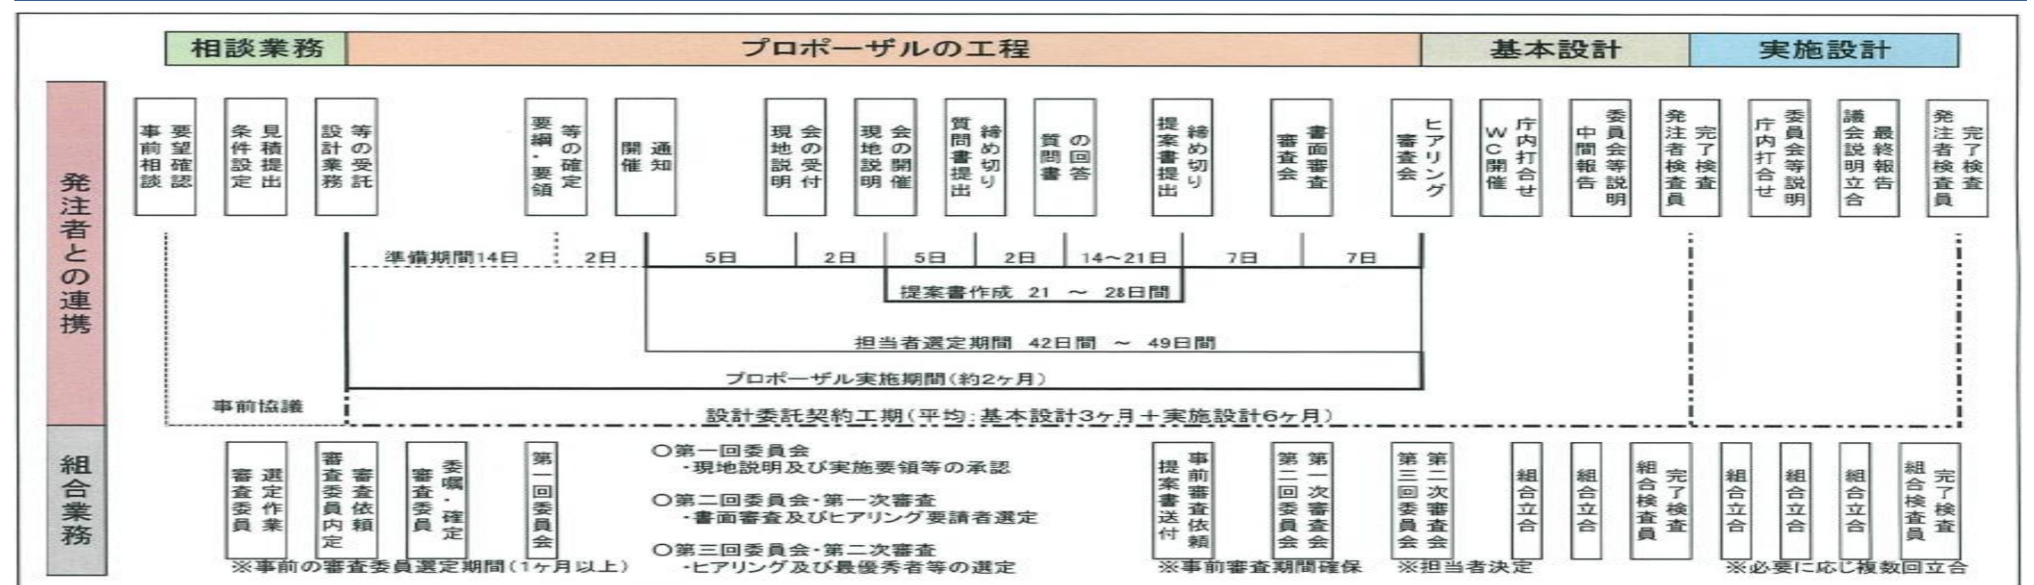 相談業務
プロポーザルの工程
基本設計
実施設計
発注者との連携
事前相談
要望確認
条件設定
見積提出
設計業務
等の受託
要綱・要領
等の確定
開催
通知
現地説明
会の受付
現地説明
会の開催
質問書提出
締め切り
質問書
の回答
提案書提出
締め切り
審査会
書面審査
審査会
ヒアリング
WC開催
庁内打合せ
中間報告
委員会等説明
発注者検査員
完了検査
庁内打合せ
委員会等説明
議会説明立合
最終報告
発注者検査員
完了検査
準備期間14日
2日
5日
2日
5日
2日
14～21日
7日
7日
提案書作成 21 ～ 28日間
担当者選定期間 42日間 ～ 49日間
プロポーザル実施期間(約2ヶ月)
事前協議
設計委託契約工期(平均:基本設計3ヶ月+実施設計6ヶ月)
組合業務
審査委員
選定作業
審査委員内定
審査依頼
審査委員
委嘱・確定
第一回委員会
〇第一回委員会
・現地説明及び実施要領等の承認
〇第二回委員会・第一次審査
・書面審査及びヒアリング要請者選定
〇第三回委員会・第二次審査
・ヒアリング及び最優秀者等の選定
提案書送付
事前審査依頼
第二回委員会
第一次審査会
第三回委員会
第二次審査会
組合立合
組合立合
組合検査員
完了検査
組合立合
組合立合
組合立合
組合検査員
完了検査
※事前の審査委員選定期間(1ヶ月以上)
※事前審査期間確保
※担当者決定
※必要に応じ複数回立合